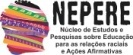 NEPERE
Núcleo de Estudos e
Pesquisas sobre Educação
para as relações raciais
e Ações Afirmativas